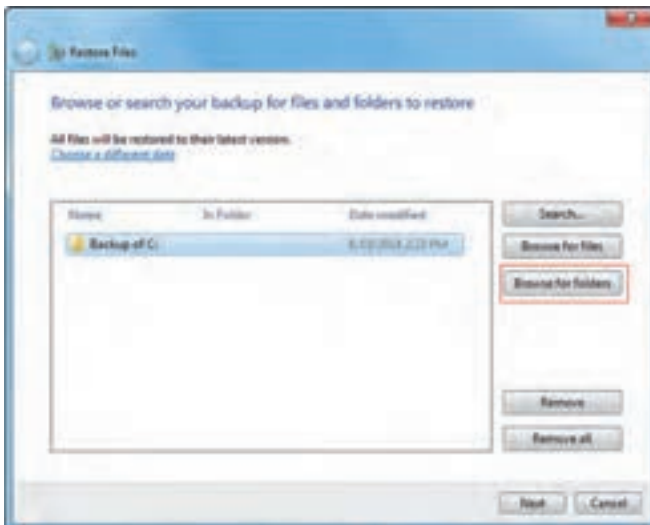 Restore Files
Browse or search your backup for files and folders to restore
All files will be restored to their latest version.
Choose a different date
Name In Folder Date modified
Backup of C:
Search...
Browse for files
Browse for folders
Remove
Remove all
Next Cancel